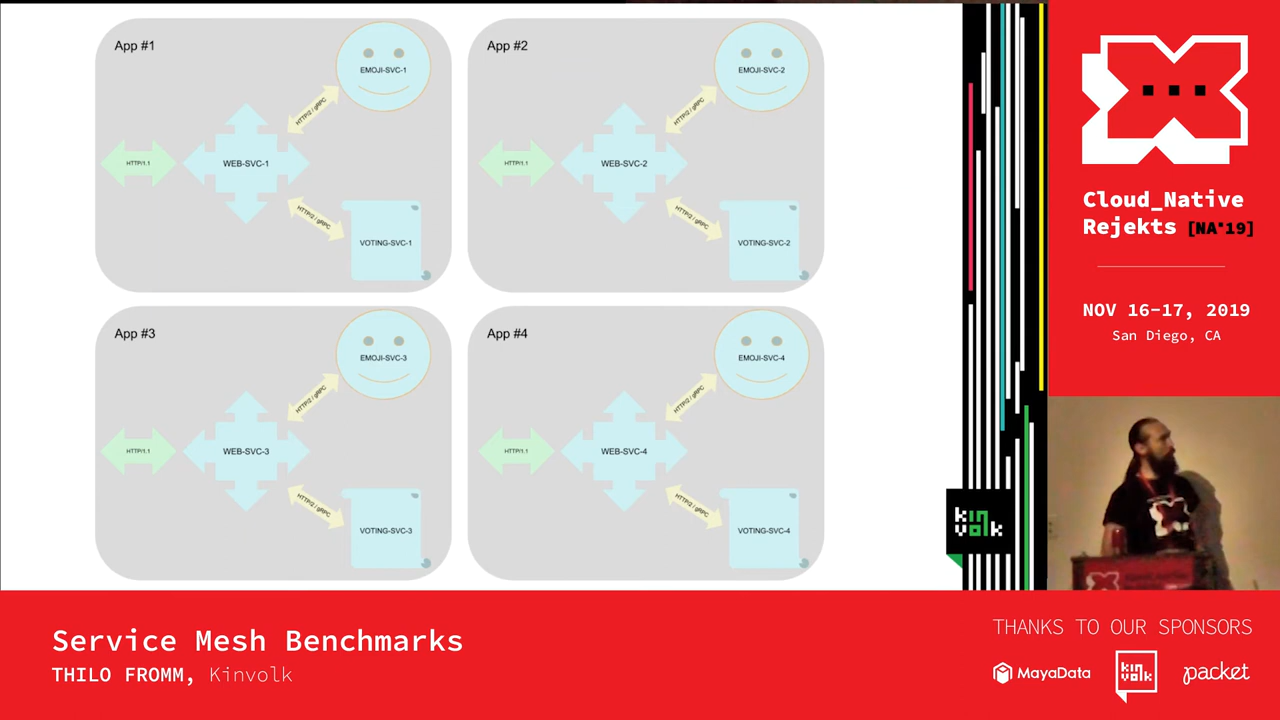 App #1
EMOJI-SVC-1
HTTP/2 / gRPC
HTTP/1.1
WEB-SVC-1
HTTP/2 / gRPC
VOTING-SVC-1
App #2
EMOJI-SVC-2
HTTP/2 / gRPC
HTTP/1.1
WEB-SVC-2
HTTP/2 / gRPC
VOTING-SVC-2
App #3
EMOJI-SVC-3
HTTP/2 / gRPC
HTTP/1.1
WEB-SVC-3
HTTP/2 / gRPC
VOTING-SVC-3
App #4
EMOJI-SVC-4
HTTP/2 / gRPC
HTTP/1.1
WEB-SVC-4
HTTP/2 / gRPC
VOTING-SVC-4
kinvolk
Cloud_Native
Rejekts [NA'19]
NOV 16-17, 2019
San Diego, CA
Service Mesh Benchmarks
THILO FROMM, Kinvolk
THANKS TO OUR SPONSORS
MayaData
kinvolk
packet